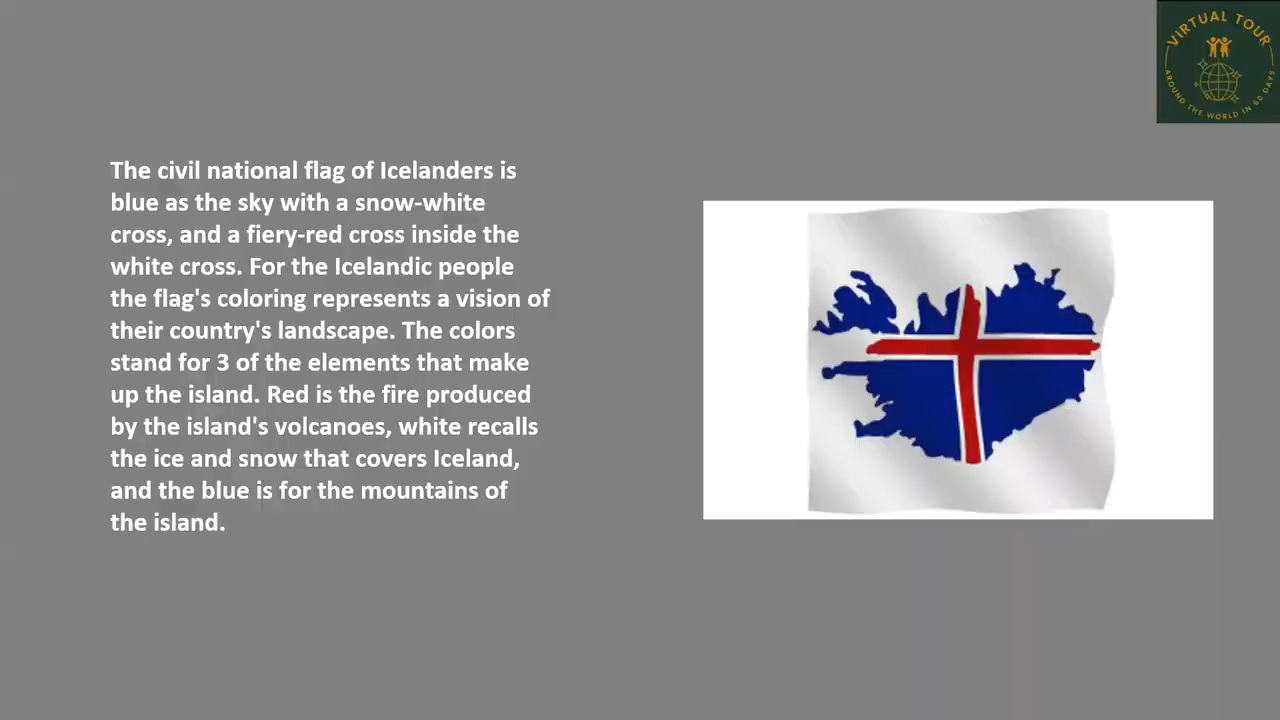 VIRTUAL TOUR
AROUND THE WORLD IN 60 DAYS
The civil national flag of Icelanders is
blue as the sky with a snow-white
cross, and a fiery-red cross inside the
white cross. For the Icelandic people
the flag's coloring represents a vision of
their country's landscape. The colors
stand for 3 of the elements that make
up the island. Red is the fire produced
by the island's volcanoes, white recalls
the ice and snow that covers Iceland,
and the blue is for the mountains of
the island.